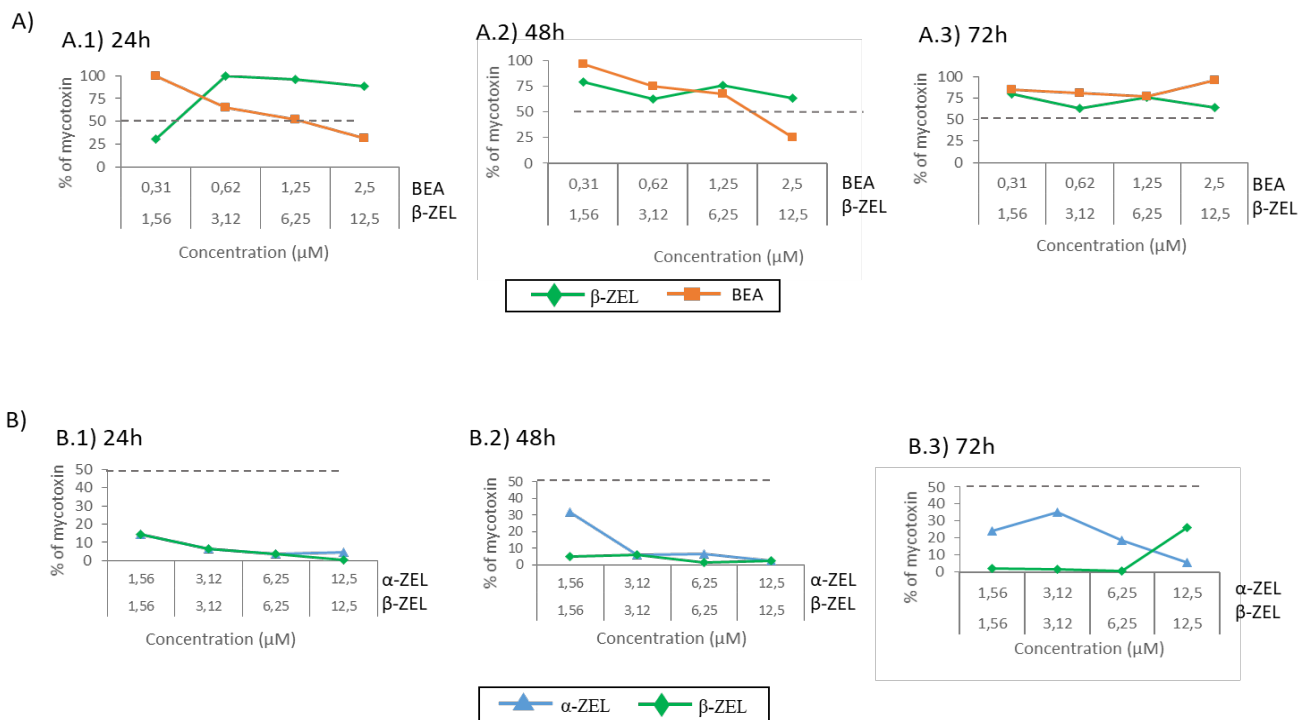 A)
A.1) 24h
% of mycotoxin
100
75
50
25
0
0,31 0,62 1,25 2,5 BEA
1,56 3,12 6,25 12,5 β-ZEL
Concentration (µM)
A.2) 48h
% of mycotoxin
100
75
50
25
0
0,31 0,62 1,25 2,5 BEA
1,56 3,12 6,25 12,5 β-ZEL
Concentration (µM)
A.3) 72h
% of mycotoxin
100
75
50
25
0
0,31 0,62 1,25 2,5 BEA
1,56 3,12 6,25 12,5 β-ZEL
Concentration (µM)
β-ZEL BEA
B)
B.1) 24h
% of mycotoxin
50
40
30
20
10
0
1,56 3,12 6,25 12,5 α-ZEL
1,56 3,12 6,25 12,5 β-ZEL
Concentration (µM)
B.2) 48h
% of mycotoxin
50
40
30
20
10
0
1,56 3,12 6,25 12,5 α-ZEL
1,56 3,12 6,25 12,5 β-ZEL
Concentration (µM)
B.3) 72h
% of mycotoxin
50
40
30
20
10
0
1,56 3,12 6,25 12,5 α-ZEL
1,56 3,12 6,25 12,5 β-ZEL
Concentration (µM)
α-ZEL β-ZEL